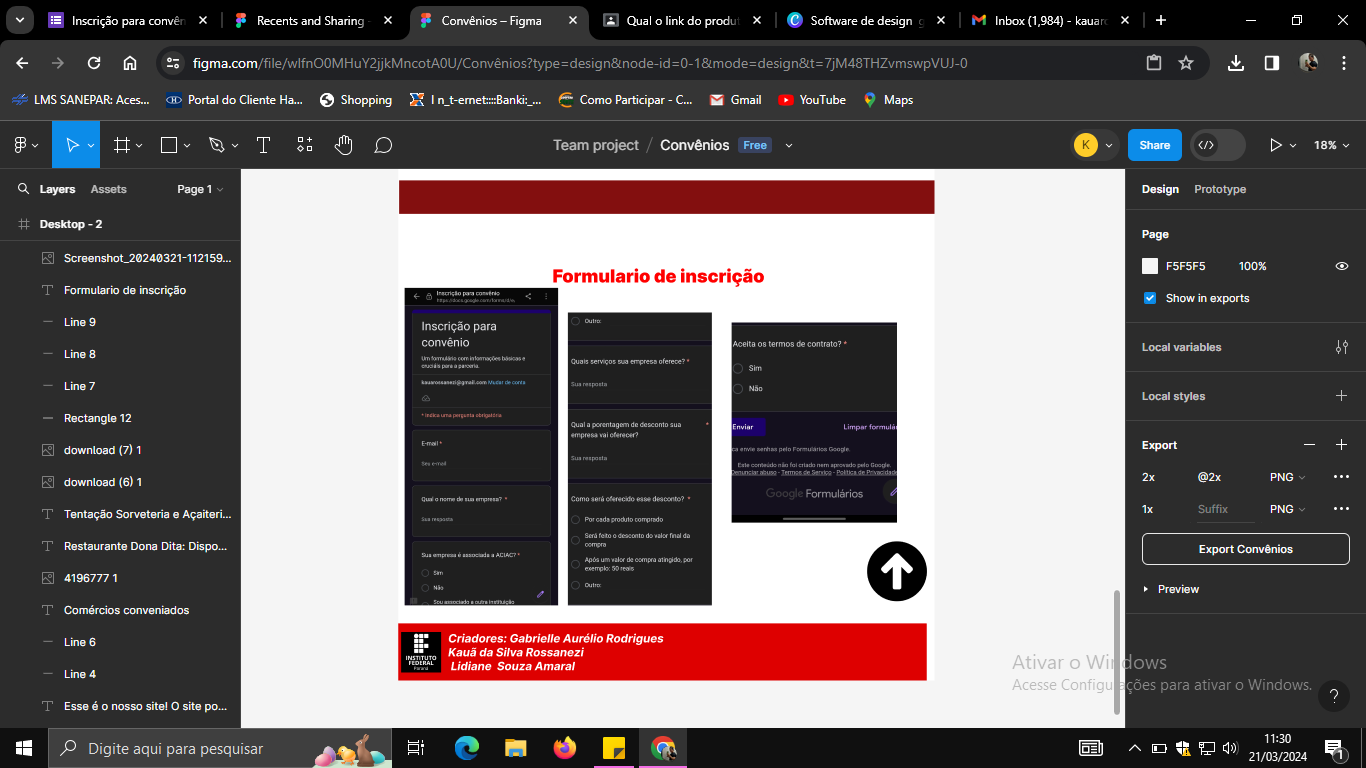 Inscrição para convên
Recents and Sharing -
Convênios – Figma
Qual o link do produt
Software de design g
Inbox (1,984) - kauaro
figma.com/file/wlfnO0MHuY2jjkMncotA0U/Convênios?type=design&node-id=0-1&mode=design&t=7jM48THZvmswpVUJ-0
LMS SANEPAR: Aces...
Portal do Cliente Ha...
Shopping
I n_t-ernet::::Banki:_...
Como Participar - C...
Gmail
YouTube
Maps
Team project / Convênios Free
K
Share
18%
Layers
Assets
Page 1
Desktop - 2
Screenshot_20240321-112159...
Formulario de inscrição
Line 9
Line 8
Line 7
Rectangle 12
download (7) 1
download (6) 1
Tentação Sorveteria e Açaiteri...
Restaurante Dona Dita: Dispo...
4196777 1
Comércios conveniados
Line 6
Line 4
Esse é o nosso site! O site po...
Formulario de inscrição
Inscrição para convênio
https://docs.google.com/forms/d/e/
Inscrição para
convênio
Um formulário com informações básicas e
cruciáis para a parceria.
kauarossanezi@gmail.com Mudar de conta
* Indica uma pergunta obrigatória
E-mail *
Seu e-mail
Qual o nome de sua empresa? *
Sua resposta
Sua empresa é associada a ACIAC? *
Sim
Não
Sou associado a outra instituição
Outro:
Quais serviços sua empresa oferece? *
Sua resposta
Qual a porentagem de desconto sua *
empresa vai oferecer?
Sua resposta
Como será oferecido esse desconto? *
Por cada produto comprado
Será feito o desconto do valor final da
compra
Após um valor de compra atingido, por
exemplo: 50 reais
Outro:
Aceita os termos de contrato? *
Sim
Não
Enviar
Limpar formulár
ca envie senhas pelo Formulários Google.
Este conteúdo não foi criado nem aprovado pelo Google.
Denunciar abuso - Termos de Serviço - Política de Privacidade
Google Formulários
INSTITUTO
FEDERAL
Paraná
Criadores: Gabrielle Aurélio Rodrigues
Kauã da Silva Rossanezi
Lidiane Souza Amaral
Design
Prototype
Page
F5F5F5
100%
Show in exports
Local variables
Local styles
Export
2x
@2x
PNG
1x
Suffix
PNG
Export Convênios
Preview
Ativar o Windows
Acesse Configurações para ativar o Windows.
?
Digite aqui para pesquisar
11:30
21/03/2024
1